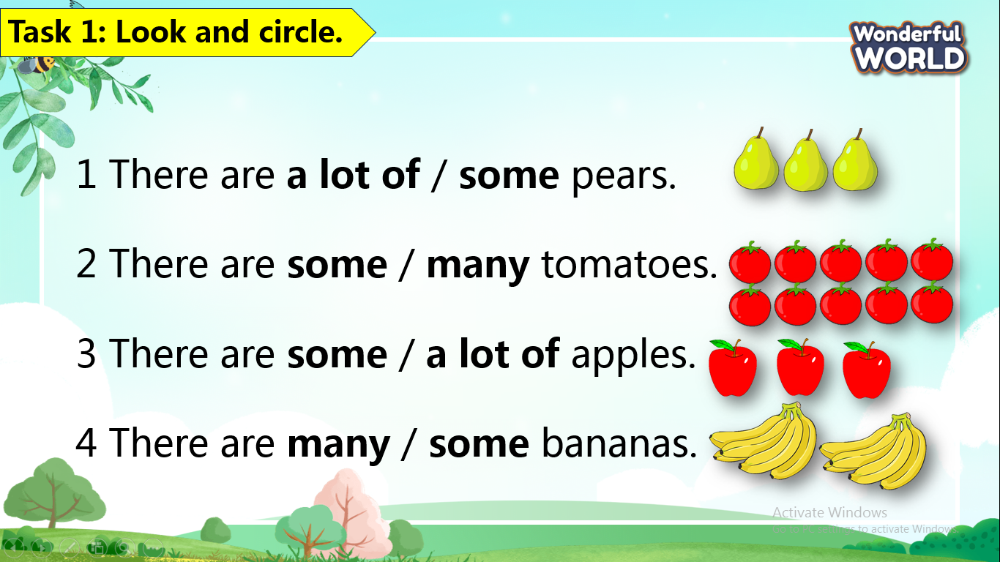 Task 1: Look and circle.
Wonderful
WORLD
1 There are a lot of / some pears.
2 There are some / many tomatoes.
3 There are some / a lot of apples.
4 There are many / some bananas.
Activate Windows
to activate Windows.